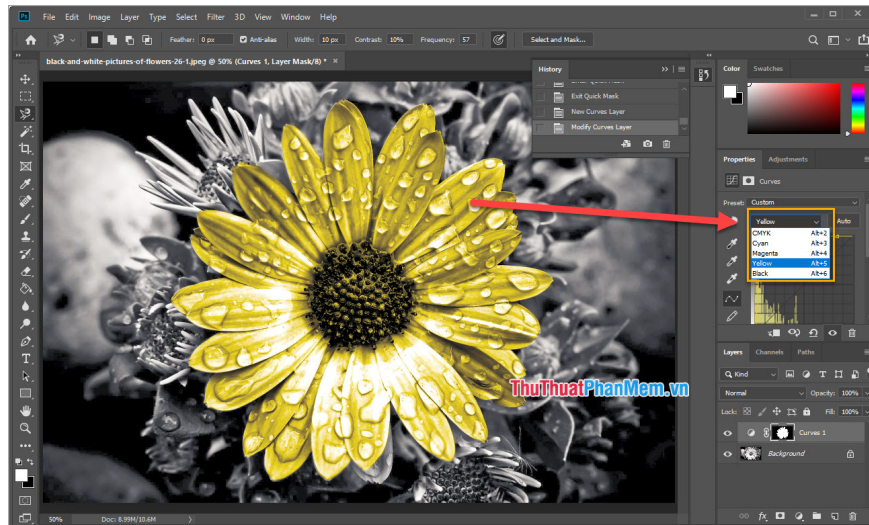 Ps File Edit Image Layer Type Select Filter 3D View Window Help
Feather: 0 px Anti-alias Width: 10 px Contrast: 10% Frequency: 57 Select and Mask...
black-and-white-pictures-of-flowers-26-1.jpeg @ 50% (Curves 1, Layer Mask/8) *
History
Exit Quick Mask
New Curves Layer
Modify Curves Layer
Color Swatches
Properties Adjustments
Curves
Preset: Custom
Yellow Auto
CMYK Alt+2
Cyan Alt+3
Magenta Alt+4
Yellow Alt+5
Black Alt+6
Layers Channels Paths
Kind
Normal Opacity: 100%
Lock: Fill: 100%
Curves 1
Background
ThuThuatPhanMem.vn
50% Doc: 8.99M/10.6M